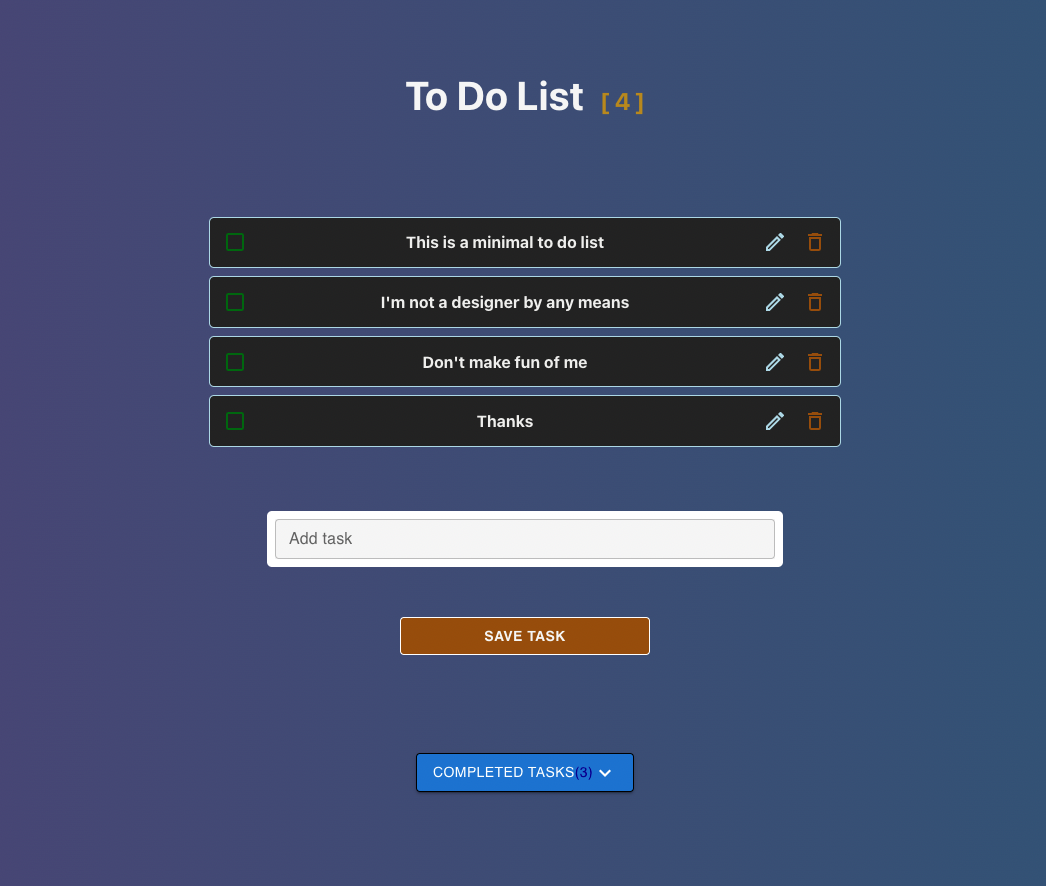 To Do List [ 4 ]
This is a minimal to do list
I'm not a designer by any means
Don't make fun of me
Thanks
Add task
SAVE TASK
COMPLETED TASKS(3)